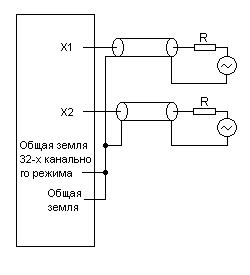 X1
R
X2
R
Общая земля
32-х канально
го режима
Общая
земля